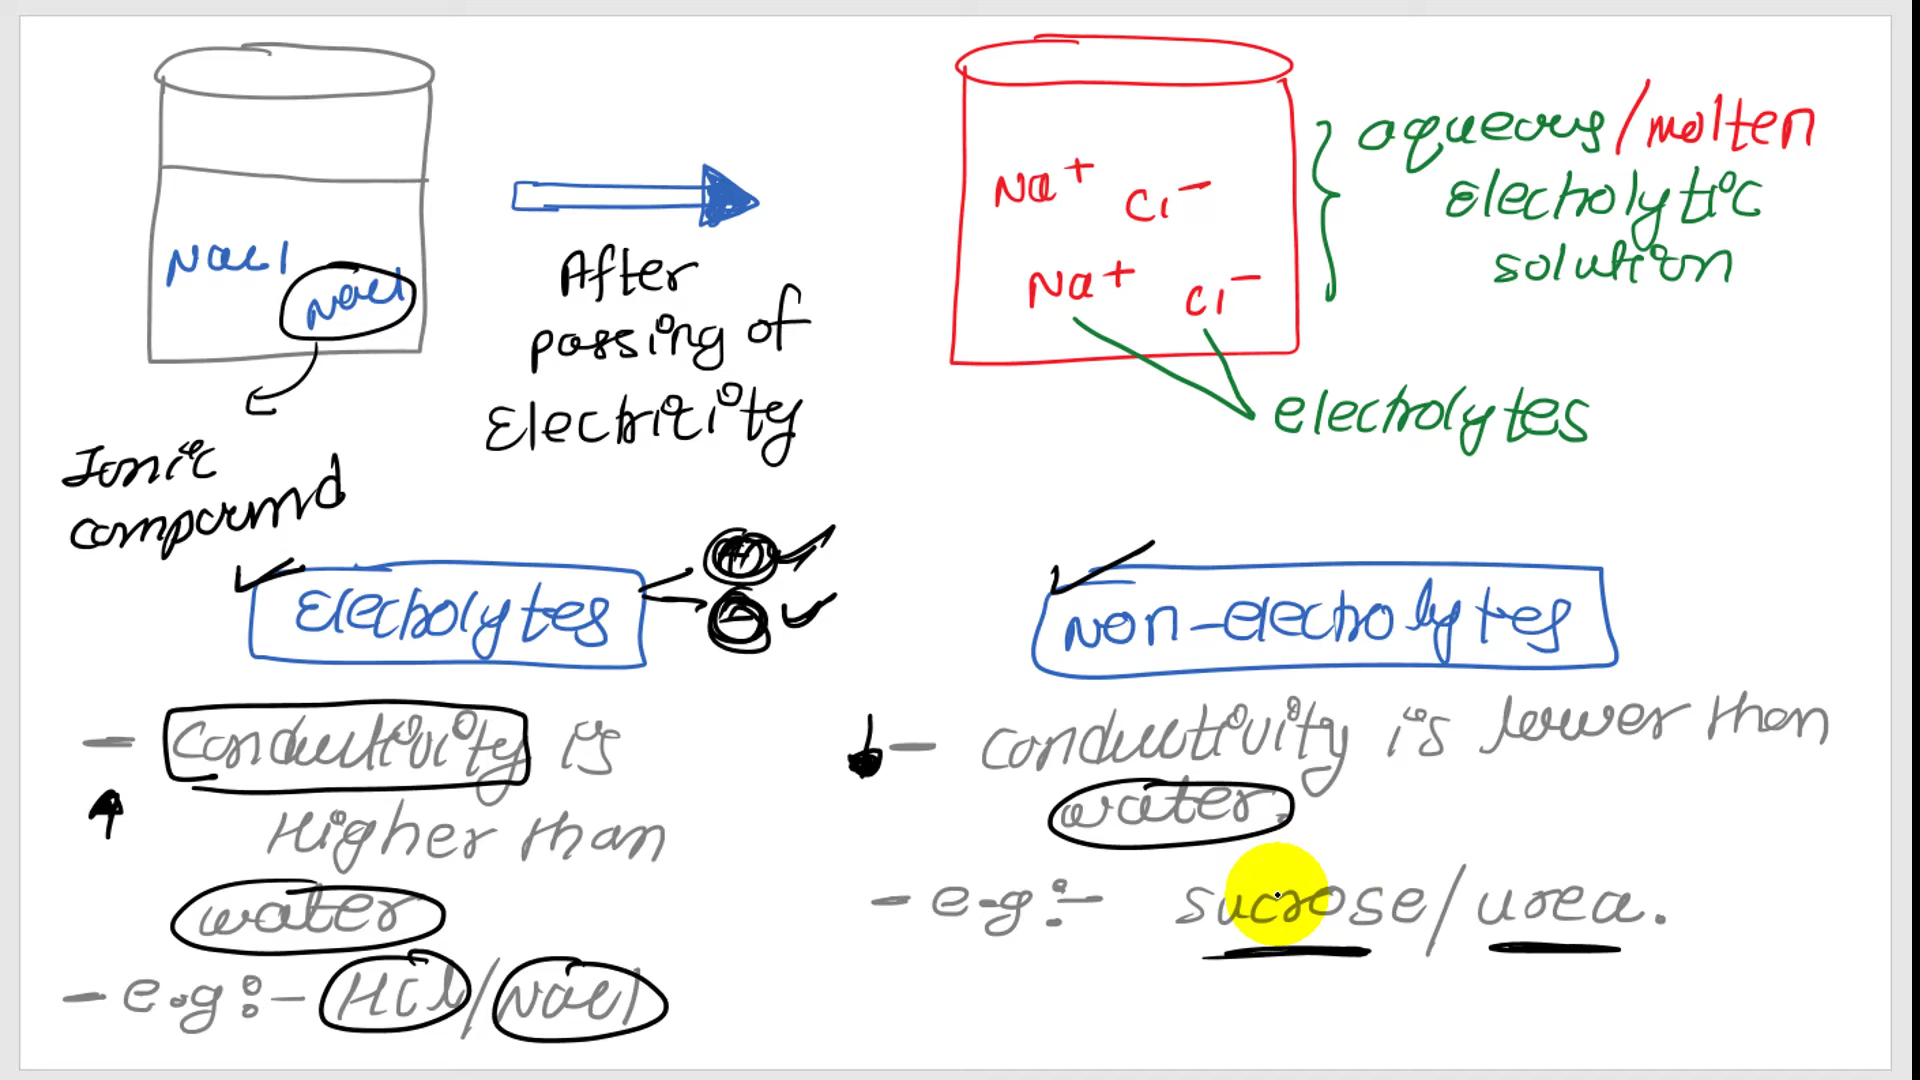 NaCl
NaCl
Ionic
compound
After
passing of
Electricity
Na+ Cl-
Na+ Cl-
aqueous/molten
Electrolytic
solution
electrolytes
Electrolytes
+
-
- Conductivity is
Higher than
water
- e.g:- HCl/NaCl
Non-electrolytes
- conductivity is lower than
water.
- e.g:- sucrose/urea.